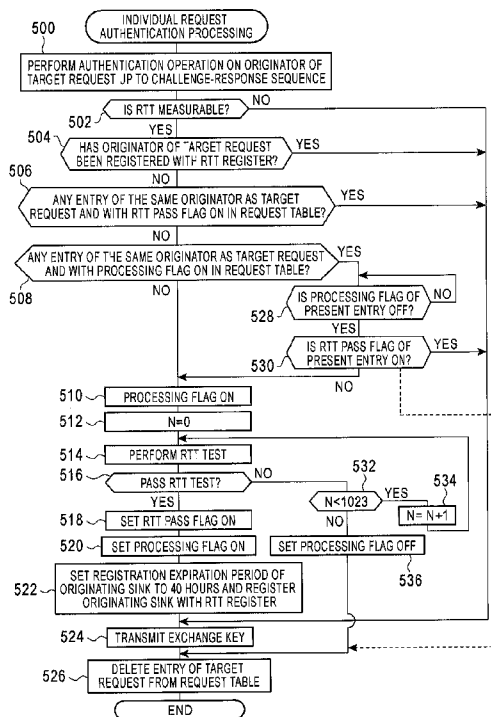 INDIVIDUAL REQUEST
AUTHENTICATION PROCESSING
500
PERFORM AUTHENTICATION OPERATION ON ORIGINATOR OF
TARGET REQUEST UP TO CHALLENGE-RESPONSE SEQUENCE
502
IS RTT MEASURABLE?
NO
YES
504
HAS ORIGINATOR OF TARGET REQUEST
BEEN REGISTERED WITH RTT REGISTER?
YES
NO
506
ANY ENTRY OF THE SAME ORIGINATOR AS TARGET
REQUEST AND WITH RTT PASS FLAG ON IN REQUEST TABLE?
YES
NO
ANY ENTRY OF THE SAME ORIGINATOR AS TARGET REQUEST
AND WITH PROCESSING FLAG ON IN REQUEST TABLE?
YES
508
NO
IS PROCESSING FLAG OF
PRESENT ENTRY OFF?
NO
528
YES
IS RTT PASS FLAG OF
PRESENT ENTRY ON?
YES
530
NO
510
PROCESSING FLAG ON
512
N=0
514
PERFORM RTT TEST
516
PASS RTT TEST?
NO
YES
532
N<1023
YES
534
N= N+1
NO
518
SET RTT PASS FLAG ON
520
SET PROCESSING FLAG ON
SET PROCESSING FLAG OFF
536
522
SET REGISTRATION EXPIRATION PERIOD OF
ORIGINATING SINK TO 40 HOURS AND REGISTER
ORIGINATING SINK WITH RTT REGISTER
524
TRANSMIT EXCHANGE KEY
526
DELETE ENTRY OF TARGET
REQUEST FROM REQUEST TABLE
END